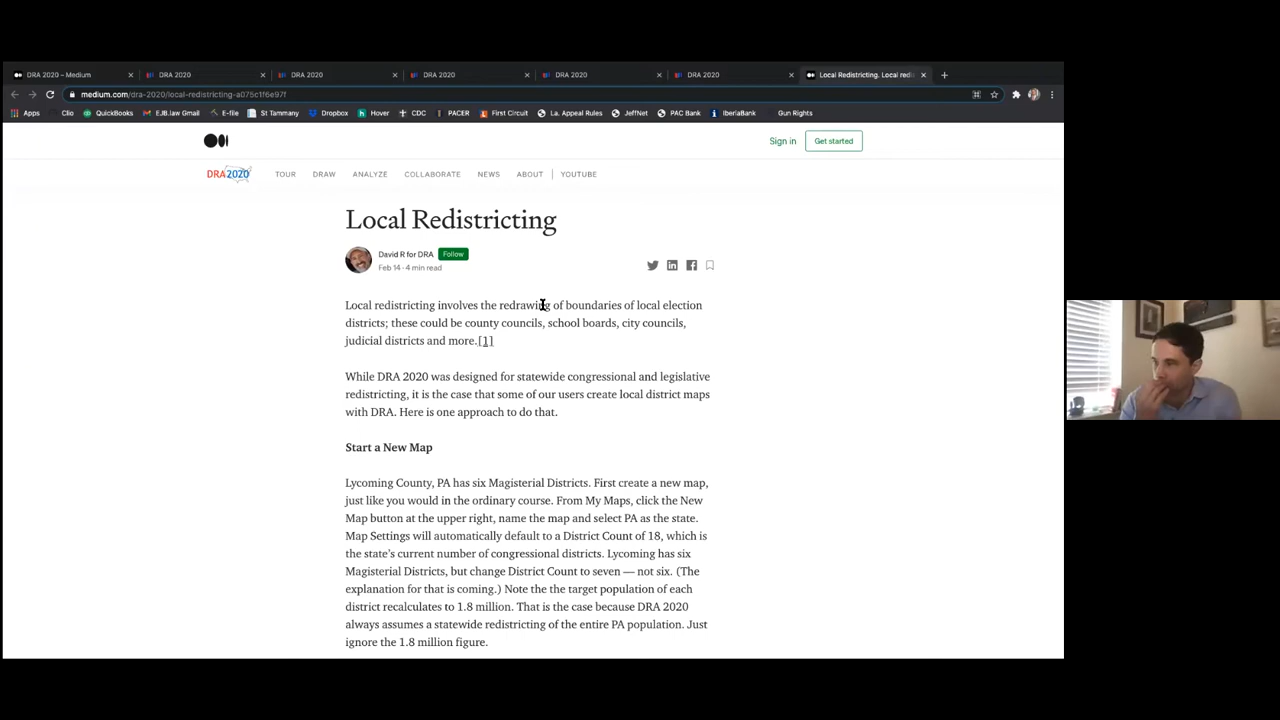 DRA 2020 – Medium
DRA 2020
DRA 2020
DRA 2020
DRA 2020
DRA 2020
Local Redistricting. Local redi
medium.com/dra-2020/local-redistricting-a075c1f6e97f
Apps Clio QuickBooks EJB.law Gmail E-file St Tammany Dropbox Hover CDC PACER First Circuit La. Appeal Rules JeffNet PAC Bank IberiaBank Gun Rights
Sign in Get started
DRA2020 TOUR DRAW ANALYZE COLLABORATE NEWS ABOUT YOUTUBE
Local Redistricting
David R for DRA Follow
Feb 14 · 4 min read
Local redistricting involves the redrawing of boundaries of local election
districts; these could be county councils, school boards, city councils,
judicial districts and more.[1]
While DRA 2020 was designed for statewide congressional and legislative
redistricting, it is the case that some of our users create local district maps
with DRA. Here is one approach to do that.
Start a New Map
Lycoming County, PA has six Magisterial Districts. First create a new map,
just like you would in the ordinary course. From My Maps, click the New
Map button at the upper right, name the map and select PA as the state.
Map Settings will automatically default to a District Count of 18, which is
the state's current number of congressional districts. Lycoming has six
Magisterial Districts, but change District Count to seven — not six. (The
explanation for that is coming.) Note the the target population of each
district recalculates to 1.8 million. That is the case because DRA 2020
always assumes a statewide redistricting of the entire PA population. Just
ignore the 1.8 million figure.